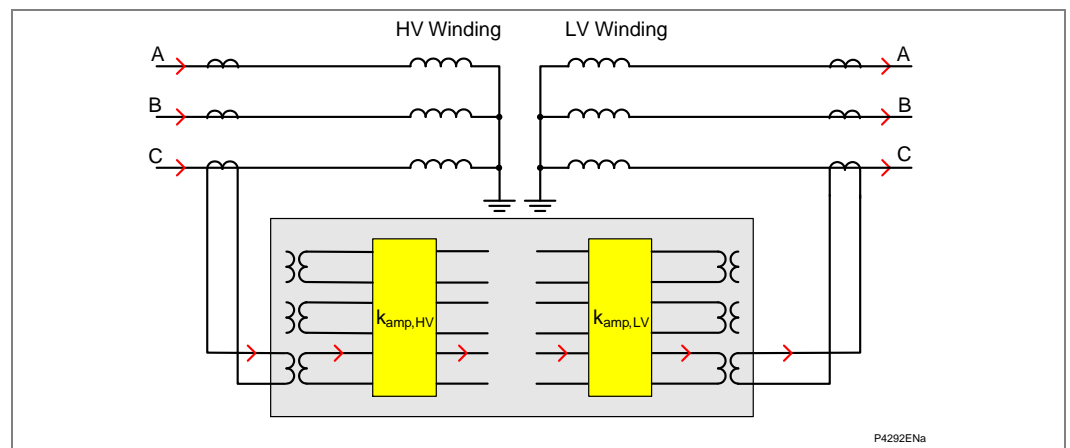 HV Winding LV Winding
A A
B B
C C
kamp,HV kamp,LV
P4292ENa